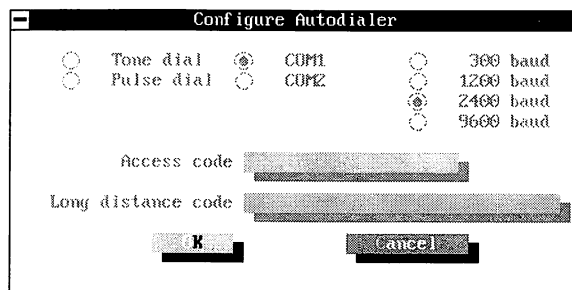 Configure Autodialer
Tone dial COM1 300 baud
Pulse dial COM2 1200 baud
2400 baud
9600 baud
Access code
Long distance code
K Cancel